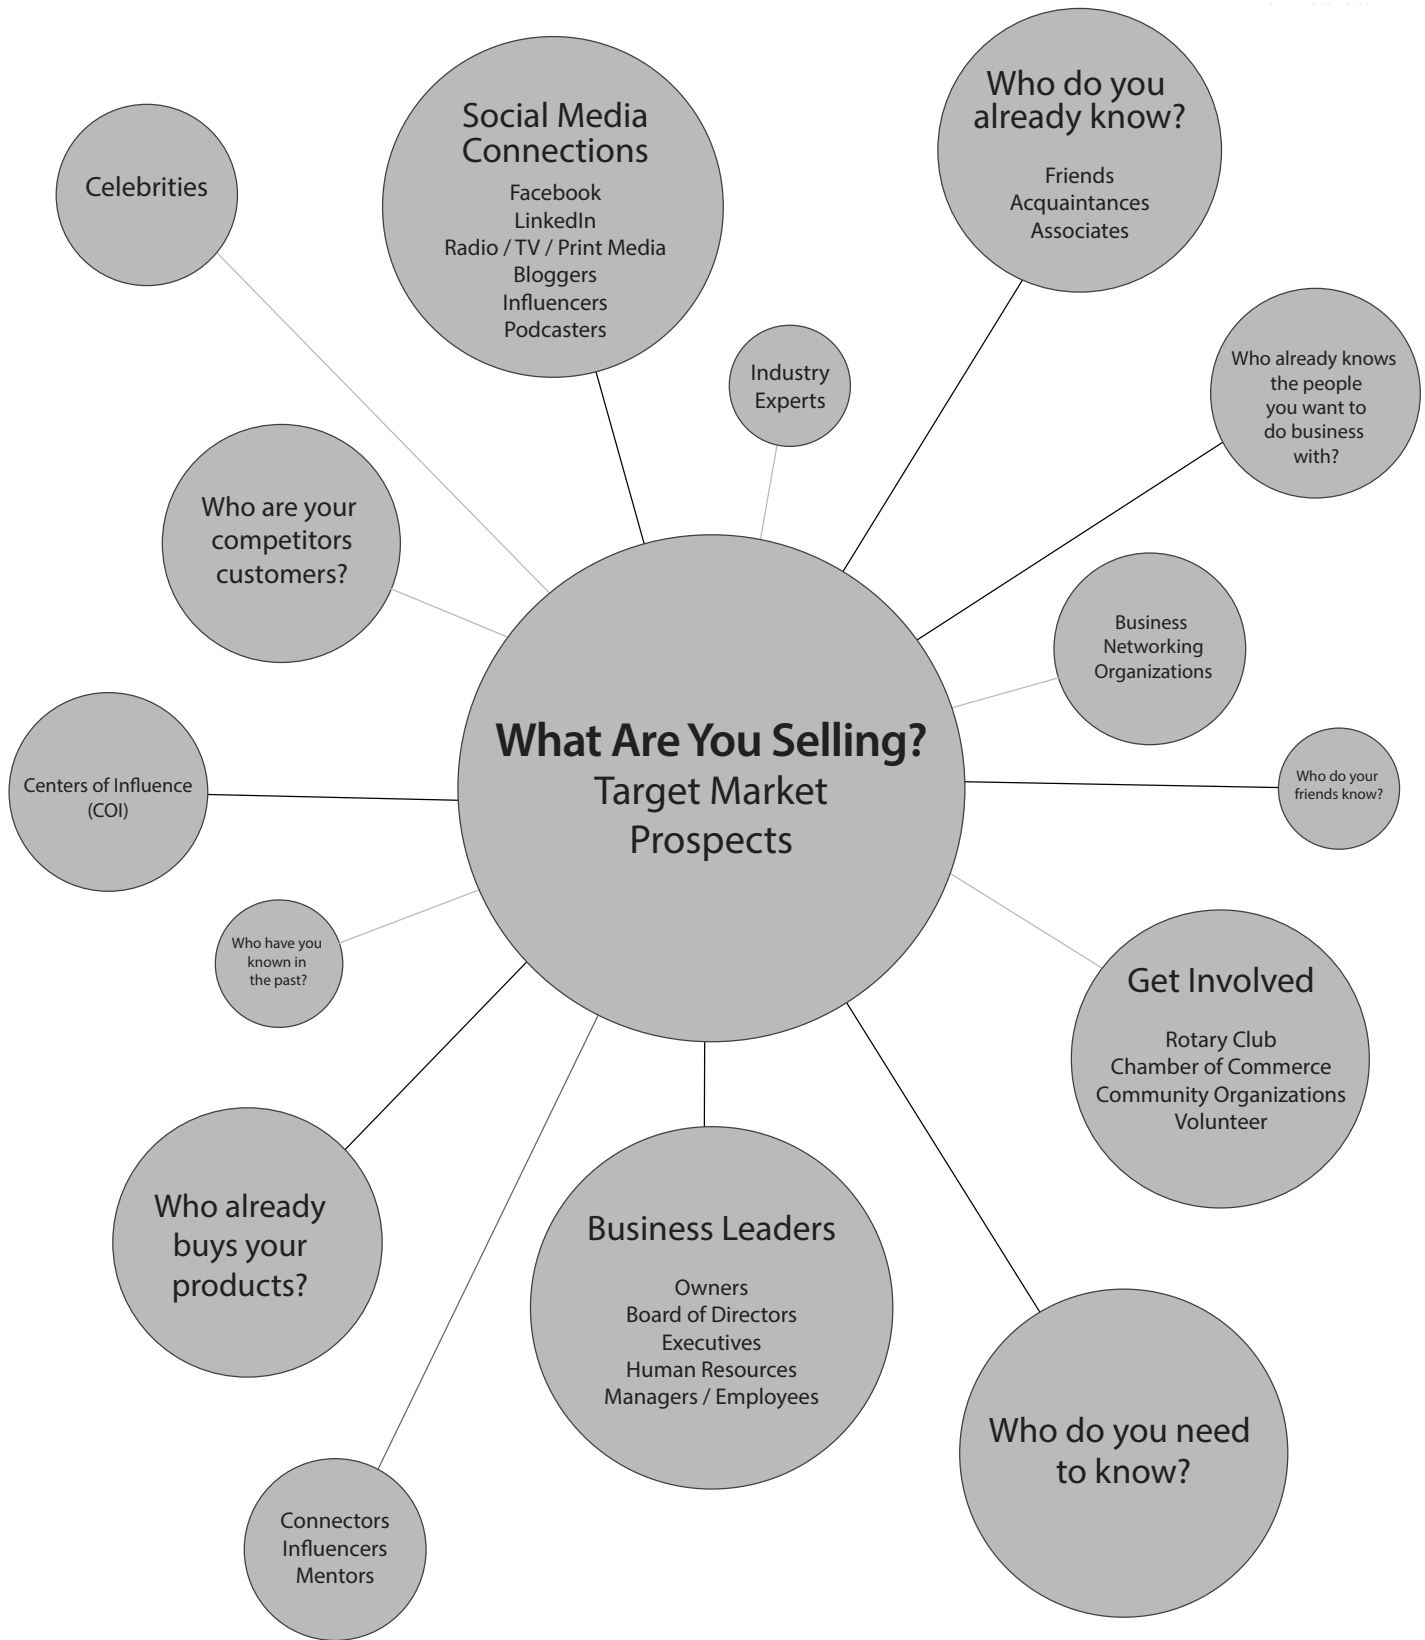 Celebrities
Social Media
Connections
Facebook
LinkedIn
Radio / TV / Print Media
Bloggers
Influencers
Podcasters
Who do you
already know?
Friends
Acquaintances
Associates
Industry
Experts
Who already knows
the people
you want to
do business
with?
Who are your
competitors
customers?
Business
Networking
Organizations
What Are You Selling?
Target Market
Prospects
Centers of Influence
(COI)
Who do your
friends know?
Who have you
known in
the past?
Get Involved
Rotary Club
Chamber of Commerce
Community Organizations
Volunteer
Who already
buys your
products?
Business Leaders
Owners
Board of Directors
Executives
Human Resources
Managers / Employees
Who do you need
to know?
Connectors
Influencers
Mentors